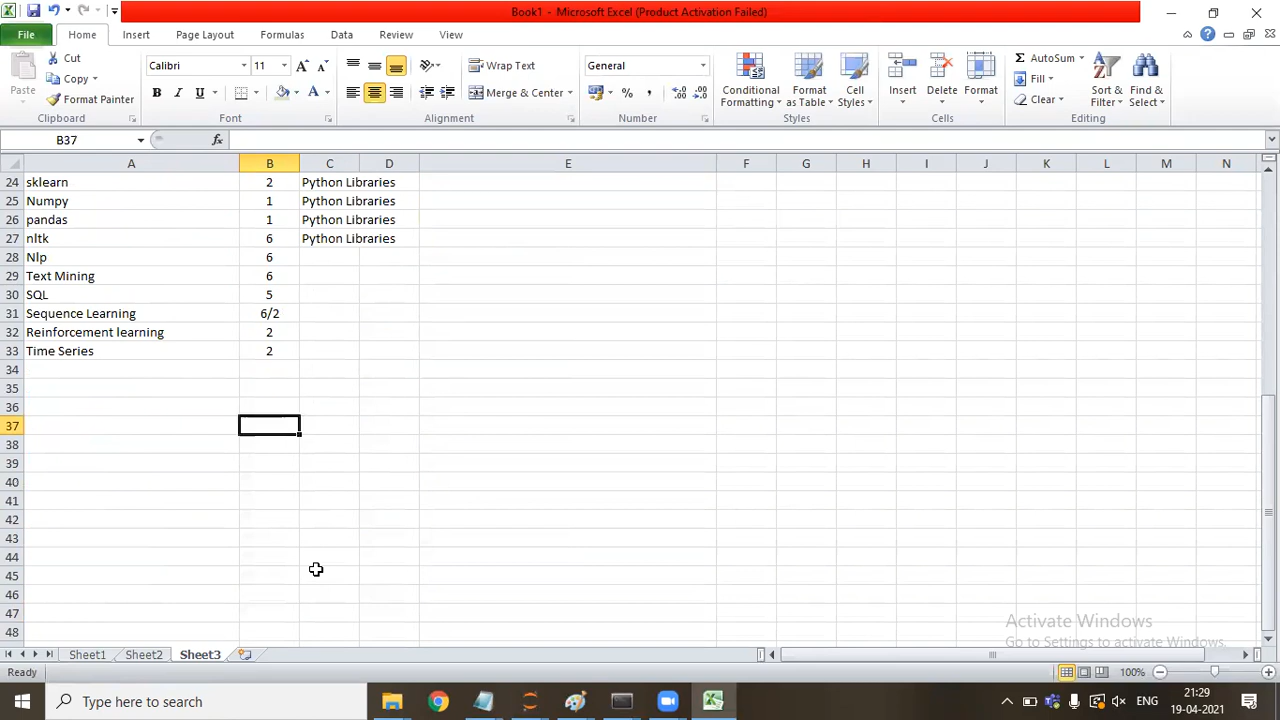 Book1 - Microsoft Excel (Product Activation Failed)
File Home Insert Page Layout Formulas Data Review View
Paste
Cut
Copy
Format Painter
Clipboard
Calibri 11
B I U
Font
Wrap Text
Merge & Center
Alignment
General
Number
Conditional Formatting
Format as Table
Cell Styles
Styles
Insert
Delete
Format
Cells
AutoSum
Fill
Clear
Sort & Filter
Find & Select
Editing
B37 fx
A B C D E F G H I J K L M N
24 sklearn 2 Python Libraries
25 Numpy 1 Python Libraries
26 pandas 1 Python Libraries
27 nltk 6 Python Libraries
28 Nlp 6
29 Text Mining 6
30 SQL 5
31 Sequence Learning 6/2
32 Reinforcement learning 2
33 Time Series 2
34
35
36
37
38
39
40
41
42
43
44
45
46
47
48
Activate Windows
Go to Settings to activate Windows.
Sheet1 Sheet2 Sheet3
Ready 100%
Type here to search
ENG
21:29
19-04-2021